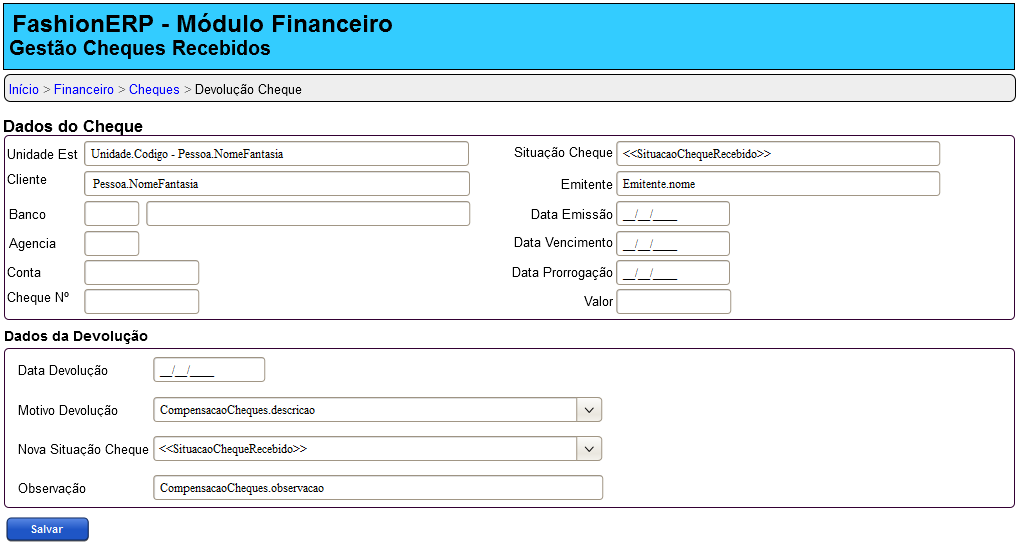 FashionERP - Módulo Financeiro
Gestão Cheques Recebidos
Início > Financeiro > Cheques > Devolução Cheque
Dados do Cheque
Unidade Est Unidade.Codigo - Pessoa.NomeFantasia Situação Cheque <<SituacaoChequeRecebido>>
Cliente Pessoa.NomeFantasia Emitente Emitente.nome
Banco Data Emissão __/__/____
Agencia Data Vencimento __/__/____
Conta Data Prorrogação __/__/____
Cheque Nº Valor
Dados da Devolução
Data Devolução __/__/____
Motivo Devolução CompensacaoCheques.descricao
Nova Situação Cheque <<SituacaoChequeRecebido>>
Observação CompensacaoCheques.observacao
Salvar